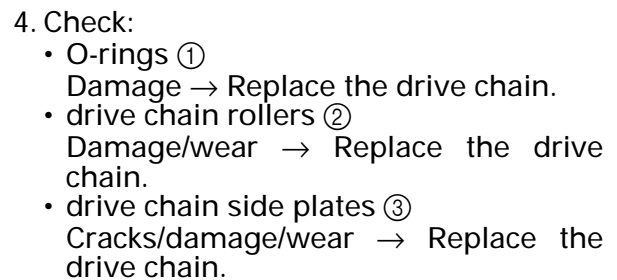 4. Check:
• O-rings ①
Damage → Replace the drive chain.
• drive chain rollers ②
Damage/wear → Replace the drive
chain.
• drive chain side plates ③
Cracks/damage/wear → Replace the
drive chain.